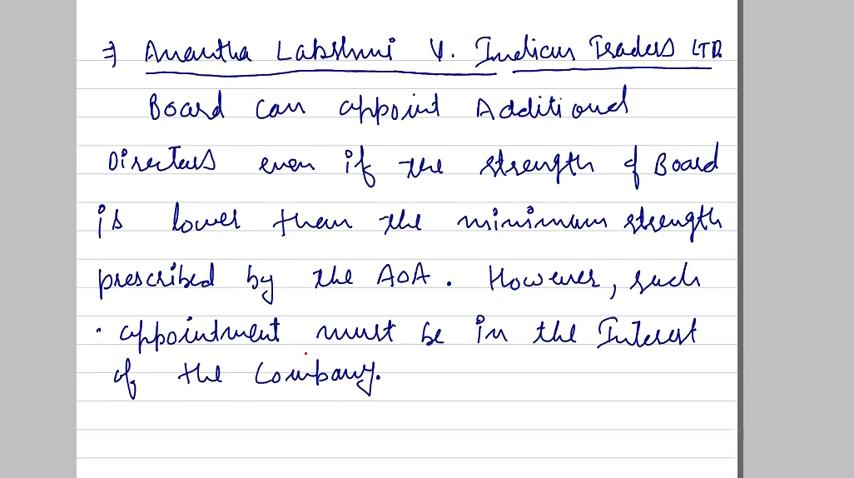 ⇒ Anantha Lakshmi V. Indicus Traders LTD
Board can appoint Additional
Directors even if the strength of Board
is lower than the minimum strength
prescribed by the AOA. However, such
appointment must be in the Interest
of the Company.